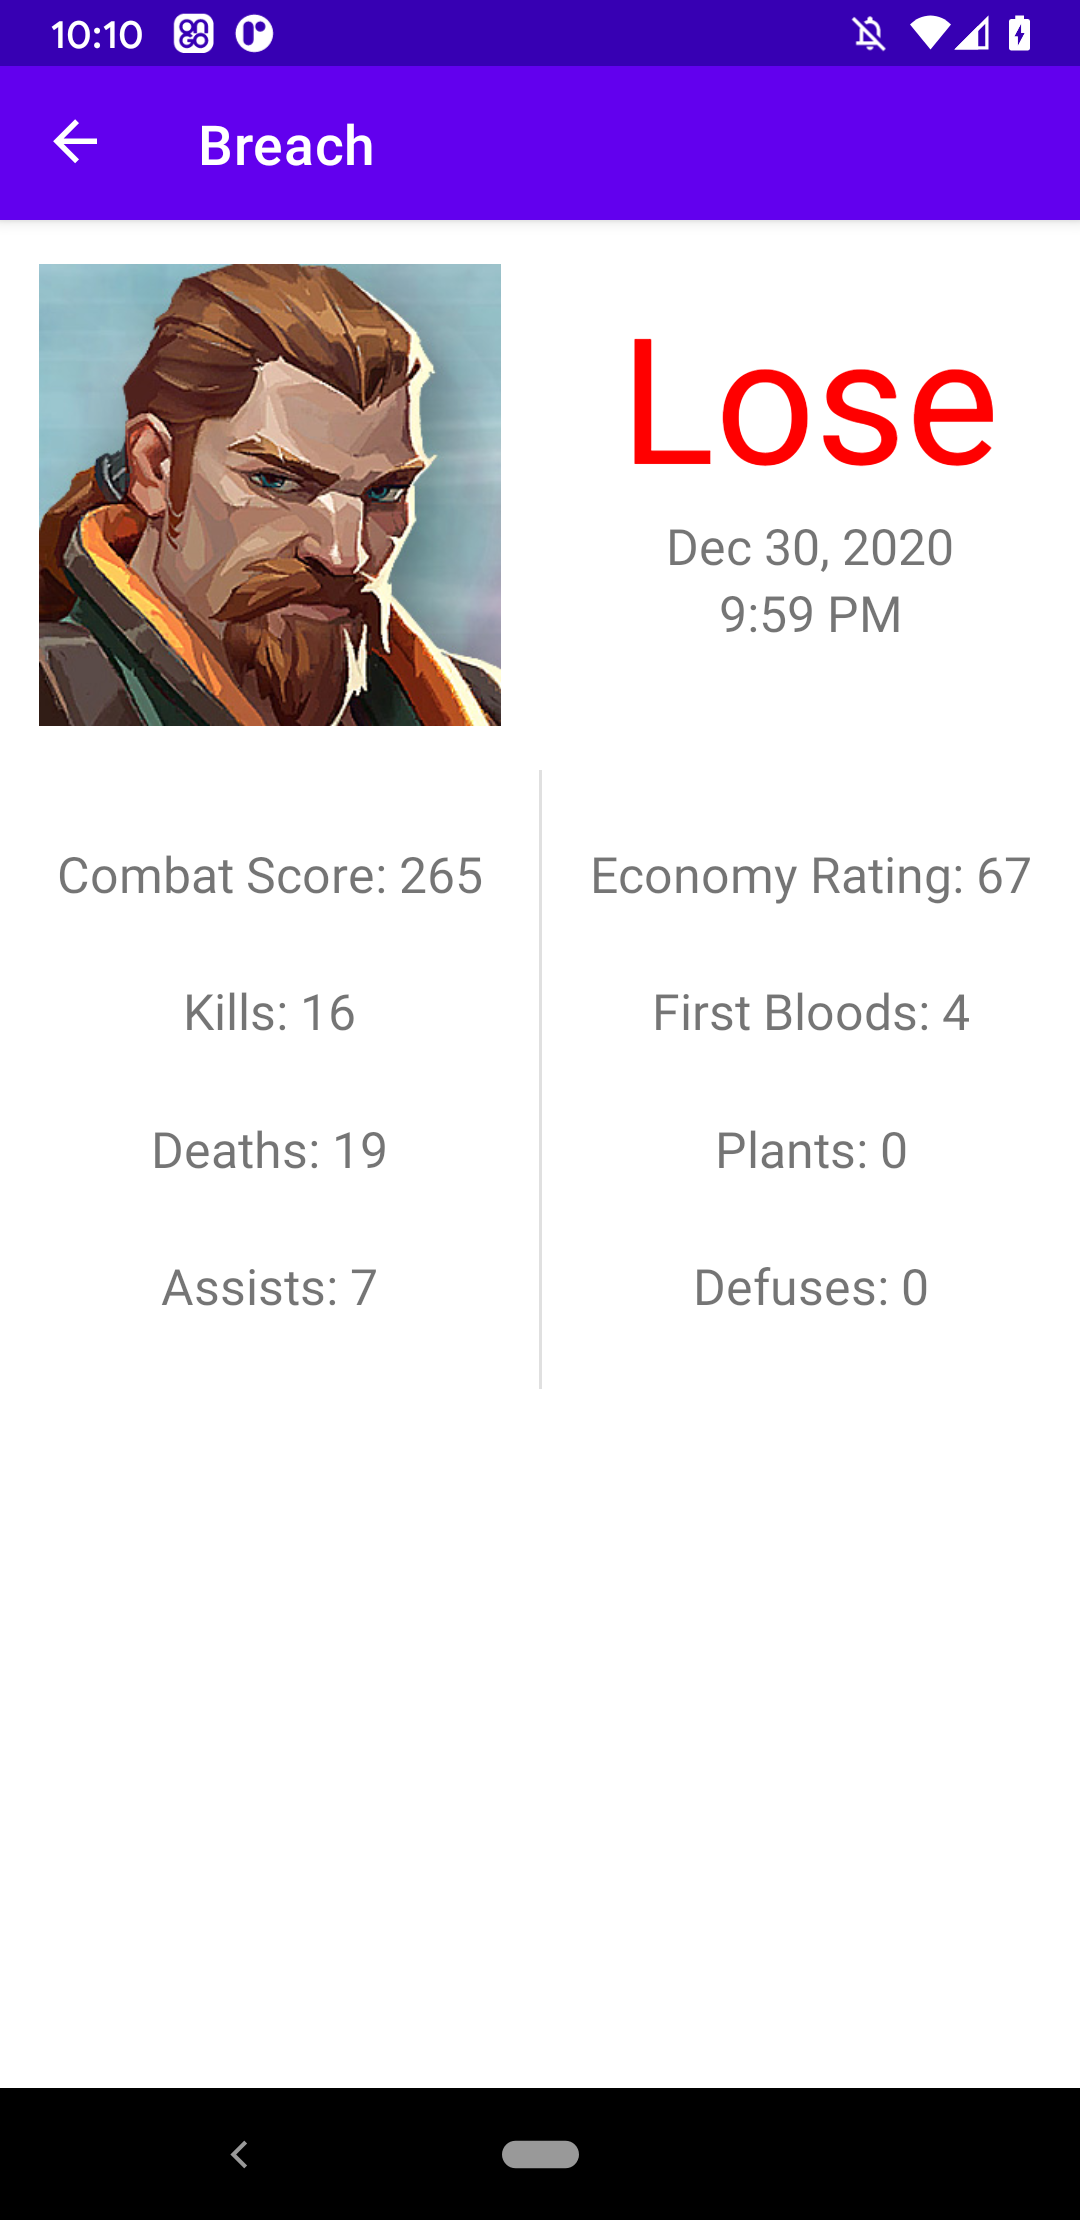 10:10
Breach
Lose
Dec 30, 2020
9:59 PM
Combat Score: 265
Economy Rating: 67
Kills: 16
First Bloods: 4
Deaths: 19
Plants: 0
Assists: 7
Defuses: 0